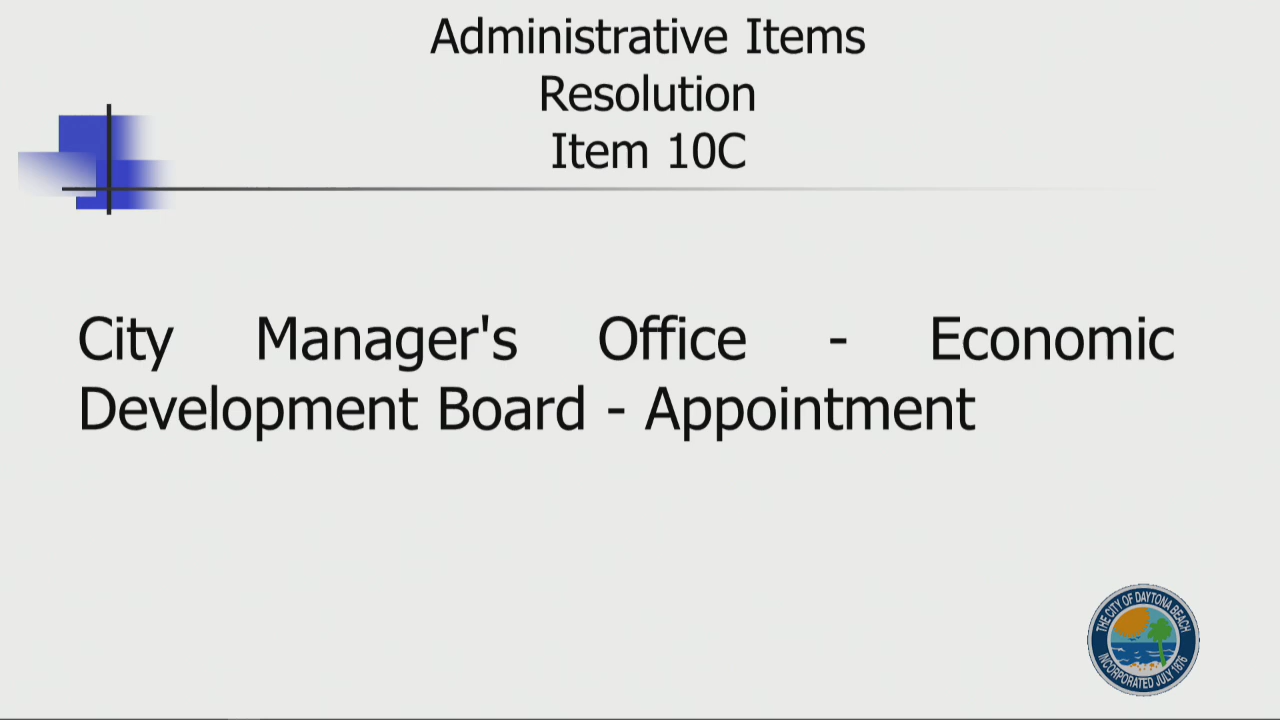 Administrative Items
Resolution
Item 10C
City Manager's Office - Economic
Development Board - Appointment
THE CITY OF DAYTONA BEACH
INCORPORATED JULY 1876